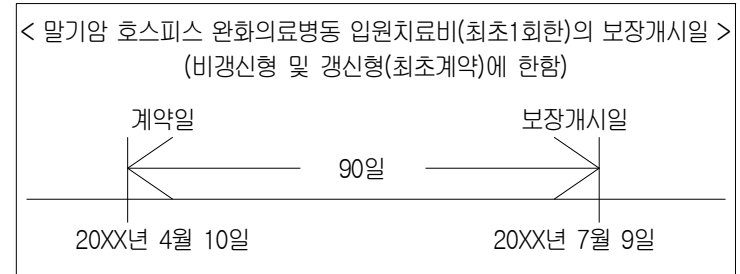 < 말기암 호스피스 완화의료병동 입원치료비(최초1회한)의 보장개시일 >
(비갱신형 및 갱신형(최초계약)에 한함)
계약일 보장개시일
90일
20XX년 4월 10일 20XX년 7월 9일